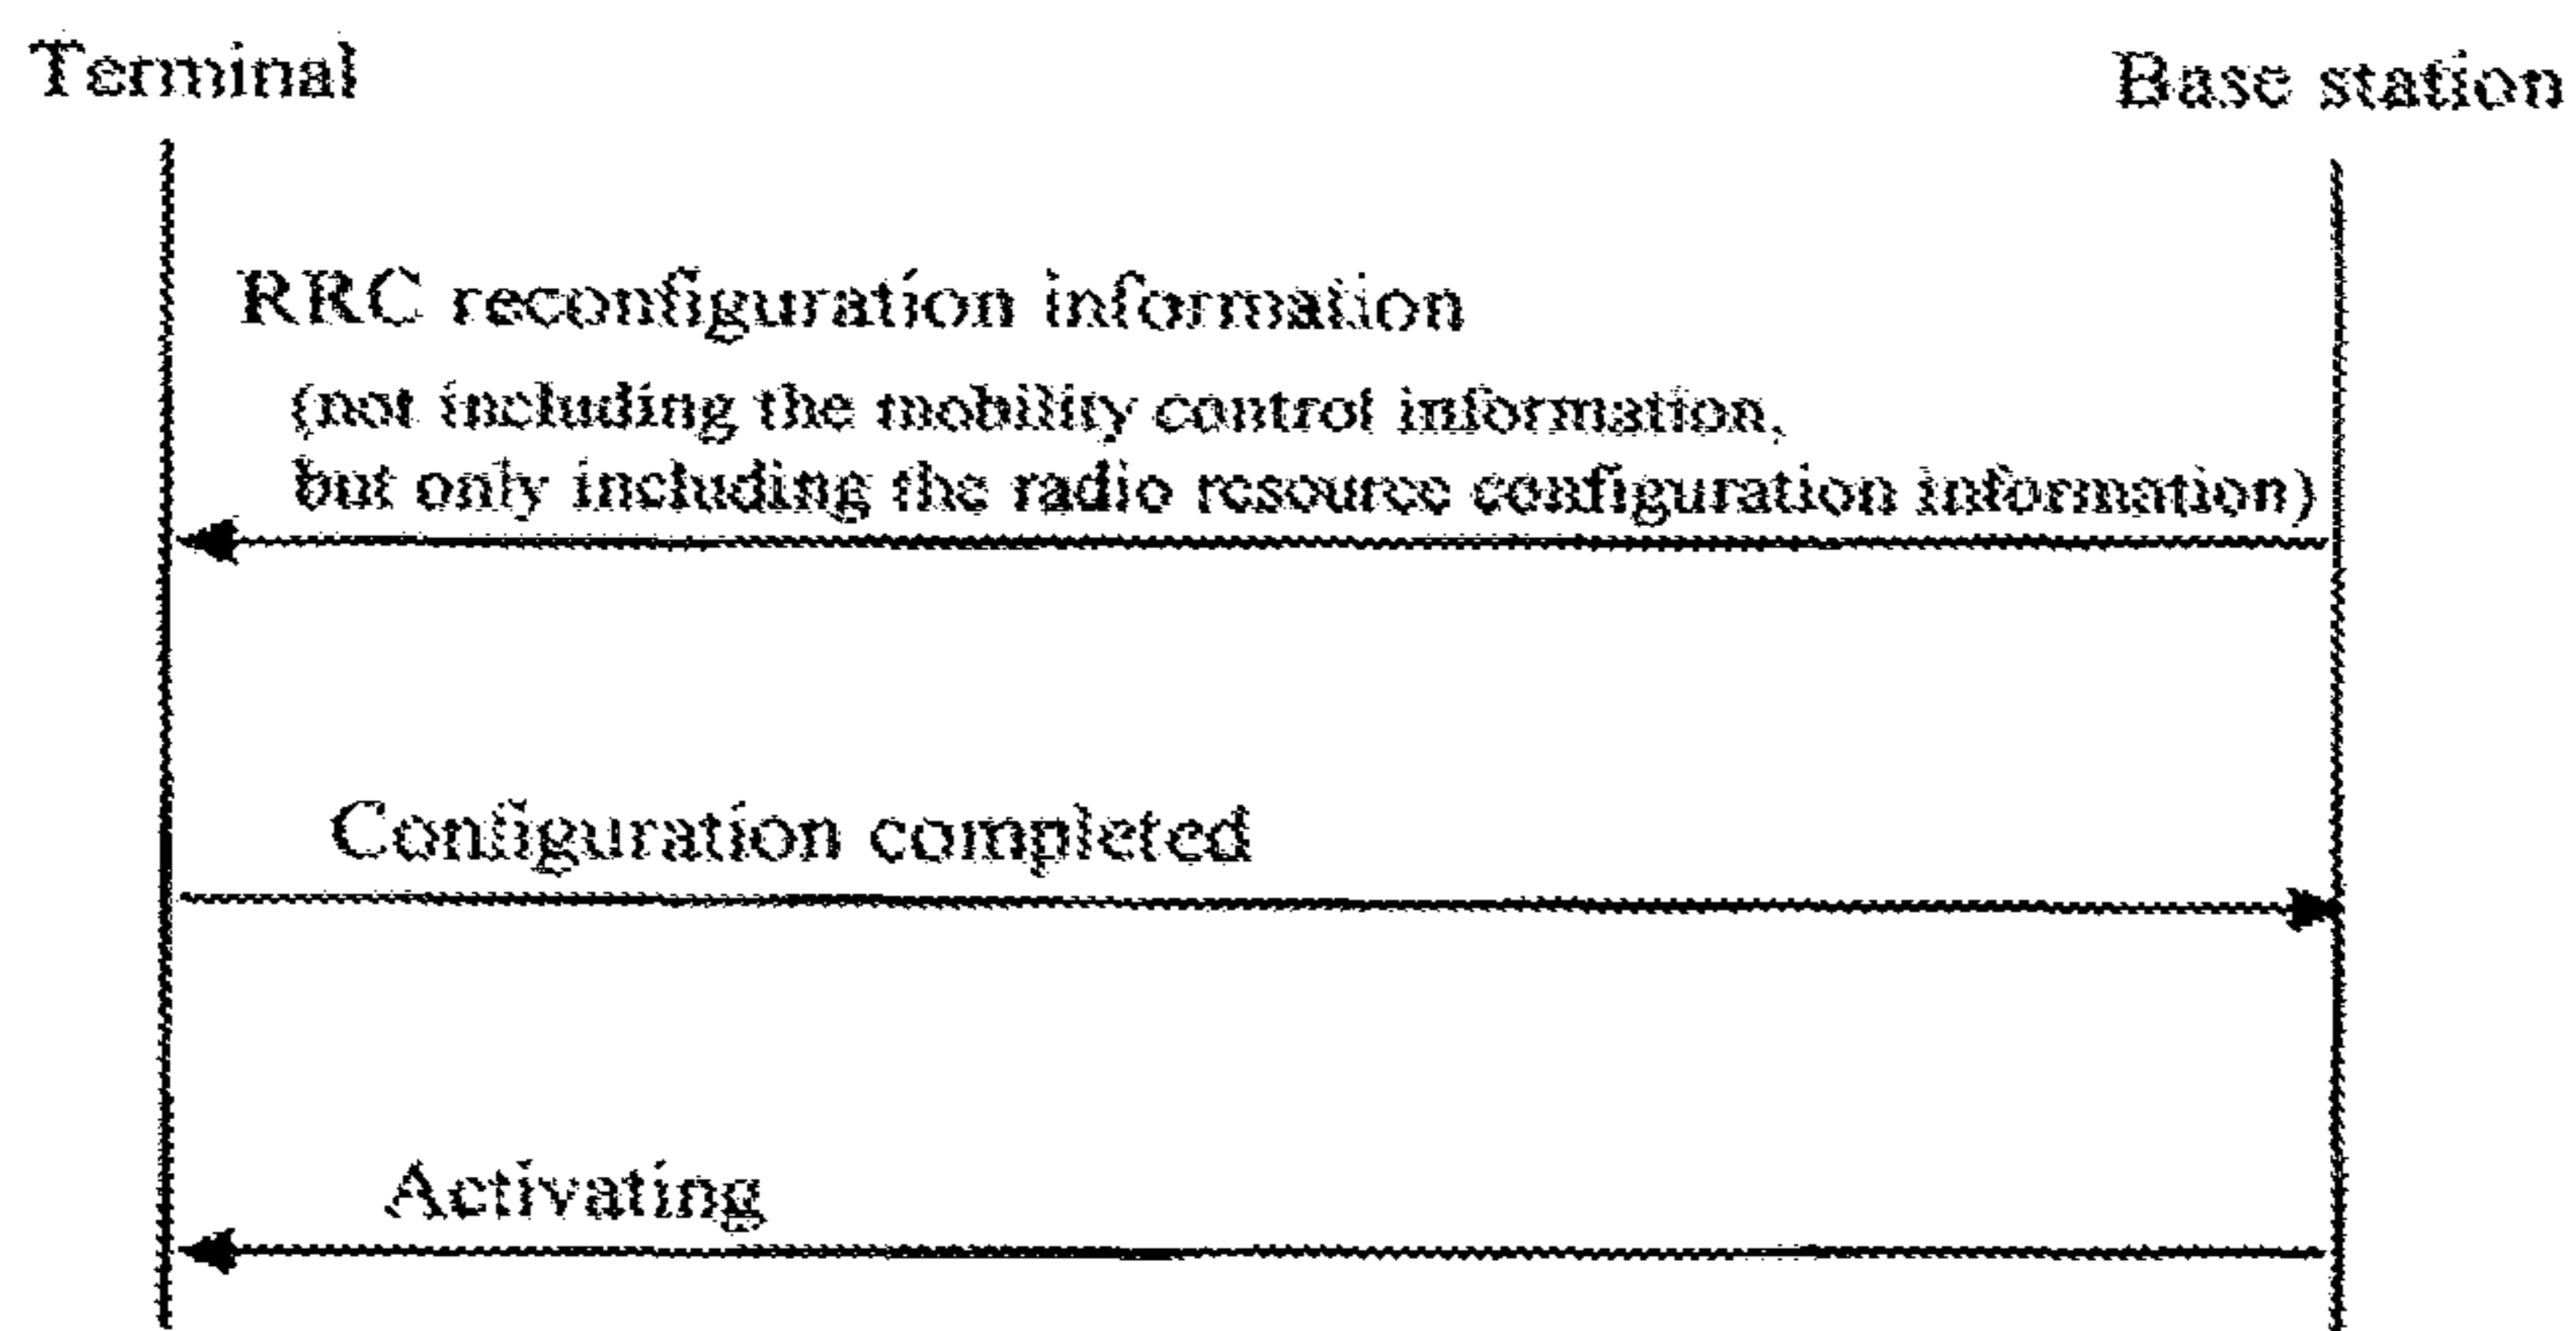 Terminal
Base station
RRC reconfiguration information
(not including the mobility control information,
but only including the radio resource configuration information)
Configuration completed
Activating